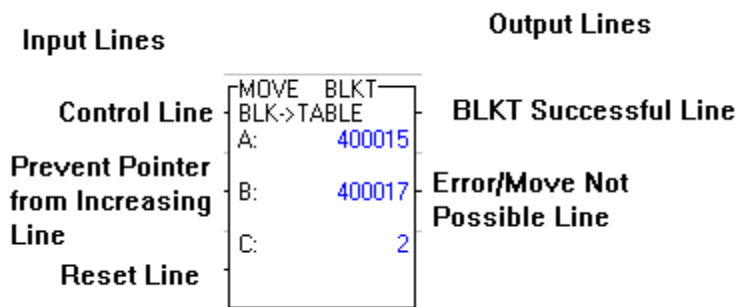 Output Lines
Input Lines
MOVE BLKT
Control Line
BLK->TABLE
BLKT Successful Line
A: 400015
Prevent Pointer
from Increasing
Line
B: 400017
Error/Move Not
Possible Line
C: 2
Reset Line